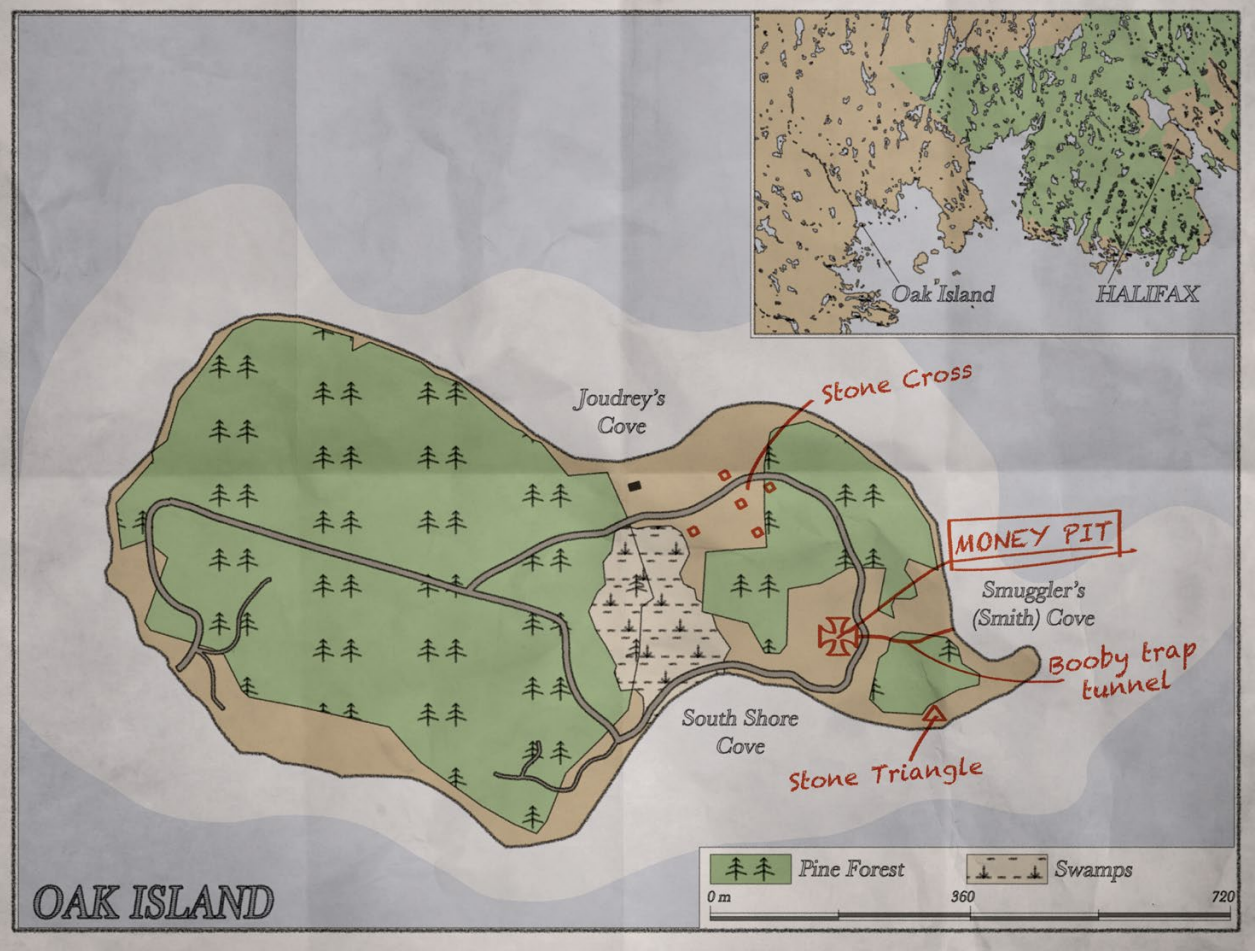 Oak Island
HALIFAX
Stone Cross
Joudrey's
Cove
MONEY PIT
Smuggler's
(Smith) Cove
Booby trap
tunnel
South Shore
Cove
Stone Triangle
Pine Forest
Swamps
0 m
360
720
OAK ISLAND